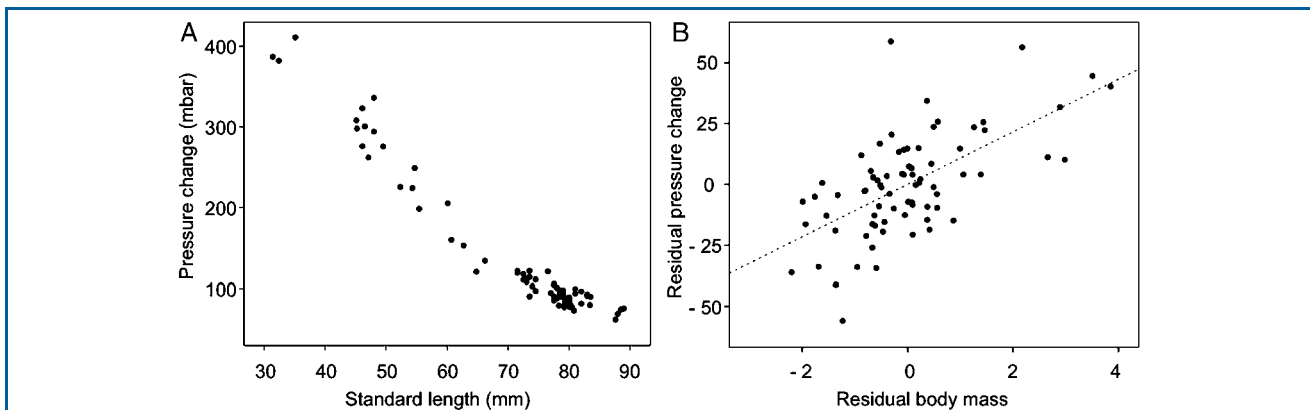 A
Pressure change (mbar)
400
300
200
100
30 40 50 60 70 80 90
Standard length (mm)
B
Residual pressure change
50
25
0
- 25
- 50
- 2 0 2 4
Residual body mass